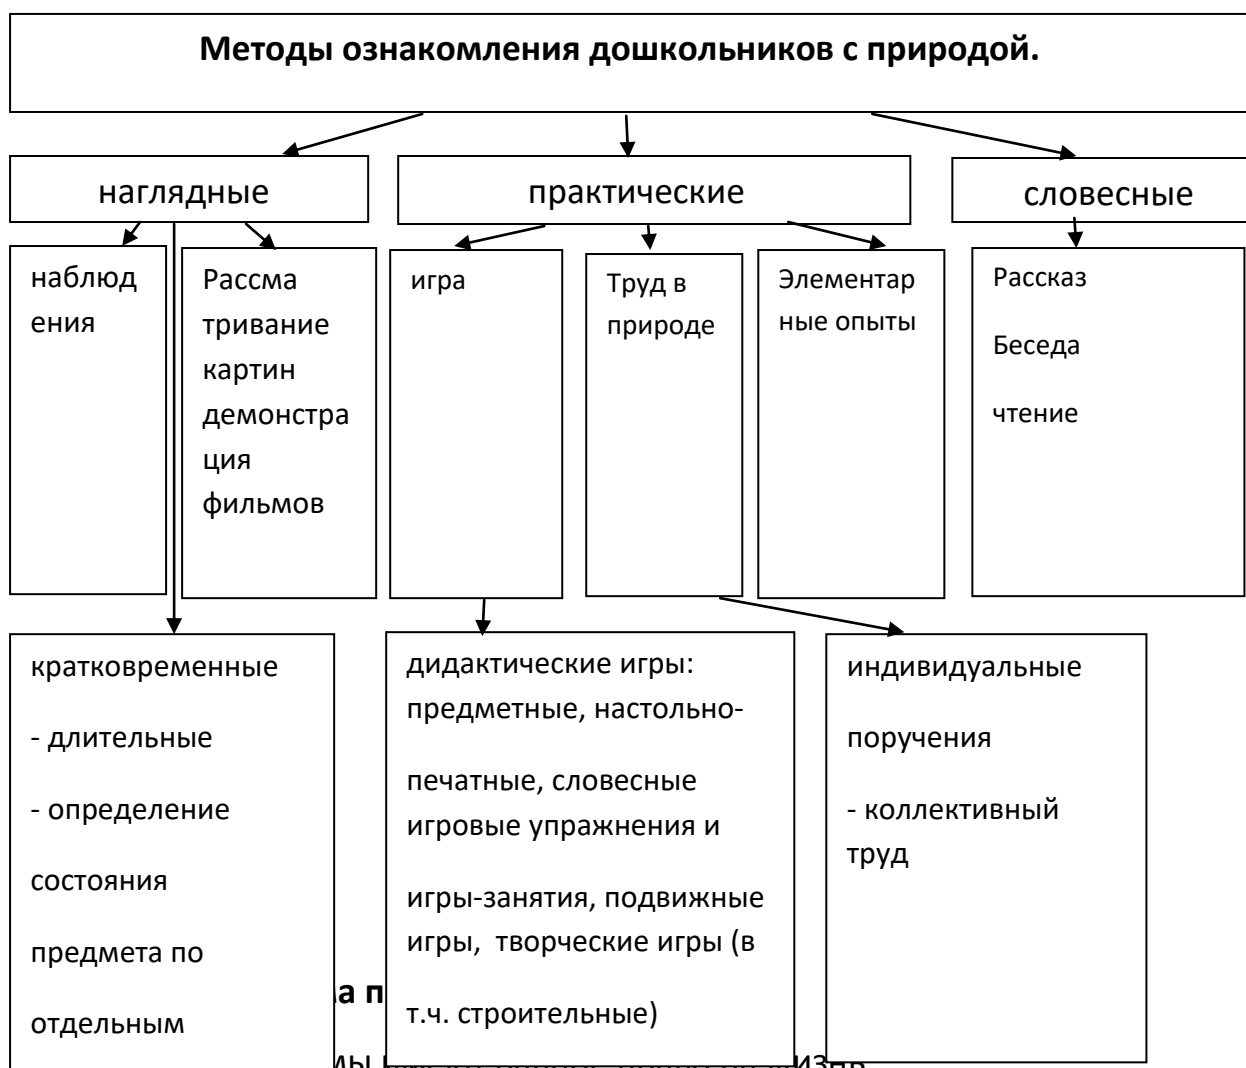 Методы ознакомления дошкольников с природой.
наглядные
практические
словесные
наблюд
ения
Рассма
тривание
картин
демонстра
ция
фильмов
игра
Труд в
природе
Элементар
ные опыты
Рассказ
Беседа
чтение
кратковременные
- длительные
- определение
состояния
предмета по
отдельным
дидактические игры:
предметные, настольно-
печатные, словесные
игровые упражнения и
игры-занятия, подвижные
игры, творческие игры (в
т.ч. строительные)
индивидуальные
поручения
- коллективный
труд